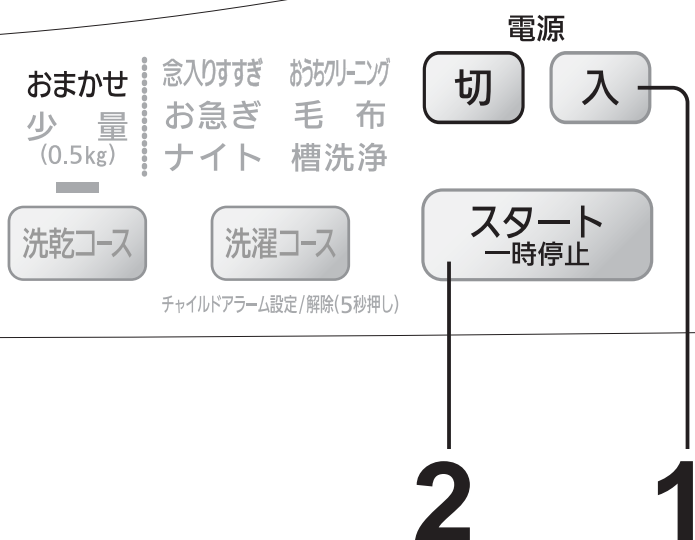 電源
切 入
おまかせ
少 量
(0.5kg)
念入りすすぎ おうちクリーニング
お急ぎ 毛 布
ナイト 槽洗浄
洗乾コース
洗濯コース
スタート
一時停止
チャイルドアラーム設定/解除(5秒押し)
2 1